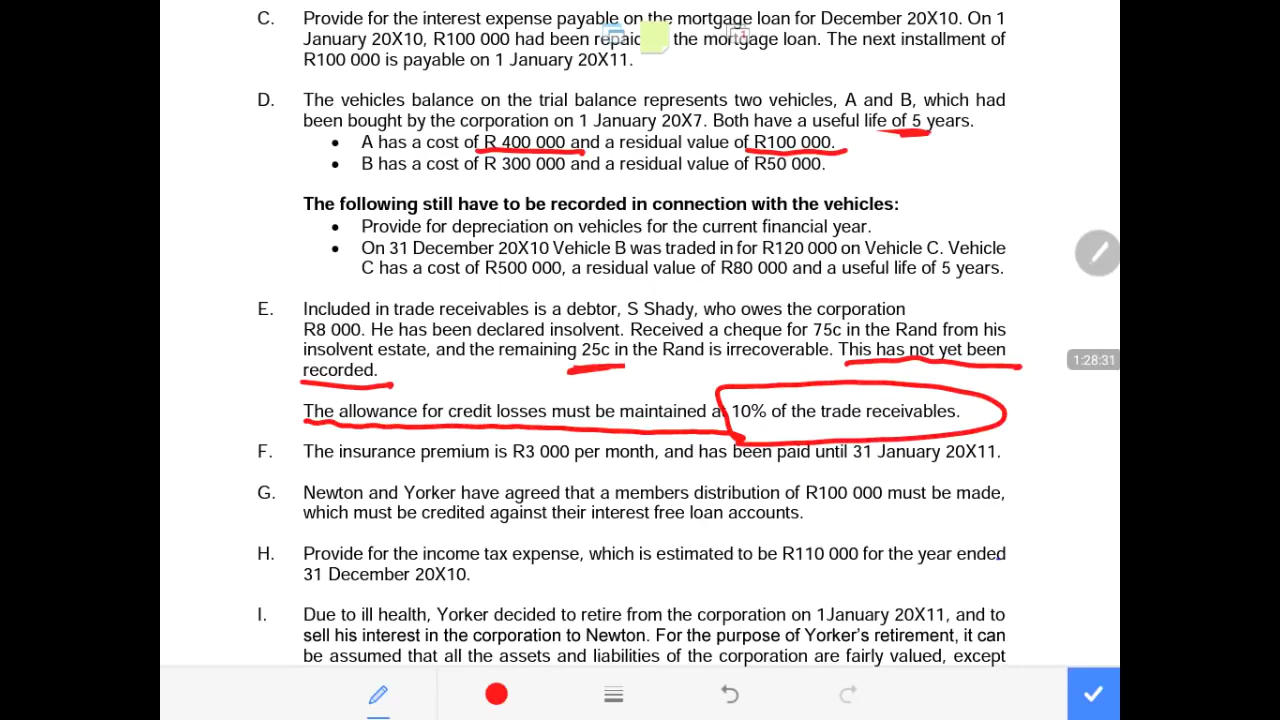 C. Provide for the interest expense payable on the mortgage loan for December 20X10. On 1
January 20X10, R100 000 had been repaid the mortgage loan. The next installment of
R100 000 is payable on 1 January 20X11.
D. The vehicles balance on the trial balance represents two vehicles, A and B, which had
been bought by the corporation on 1 January 20X7. Both have a useful life of 5 years.
• A has a cost of R 400 000 and a residual value of R100 000.
• B has a cost of R 300 000 and a residual value of R50 000.
The following still have to be recorded in connection with the vehicles:
• Provide for depreciation on vehicles for the current financial year.
• On 31 December 20X10 Vehicle B was traded in for R120 000 on Vehicle C. Vehicle
C has a cost of R500 000, a residual value of R80 000 and a useful life of 5 years.
E. Included in trade receivables is a debtor, S Shady, who owes the corporation
R8 000. He has been declared insolvent. Received a cheque for 75c in the Rand from his
insolvent estate, and the remaining 25c in the Rand is irrecoverable. This has not yet been
recorded.
1:28:31
The allowance for credit losses must be maintained at 10% of the trade receivables.
F. The insurance premium is R3 000 per month, and has been paid until 31 January 20X11.
G. Newton and Yorker have agreed that a members distribution of R100 000 must be made,
which must be credited against their interest free loan accounts.
H. Provide for the income tax expense, which is estimated to be R110 000 for the year ended
31 December 20X10.
I. Due to ill health, Yorker decided to retire from the corporation on 1January 20X11, and to
sell his interest in the corporation to Newton. For the purpose of Yorker's retirement, it can
be assumed that all the assets and liabilities of the corporation are fairly valued, except